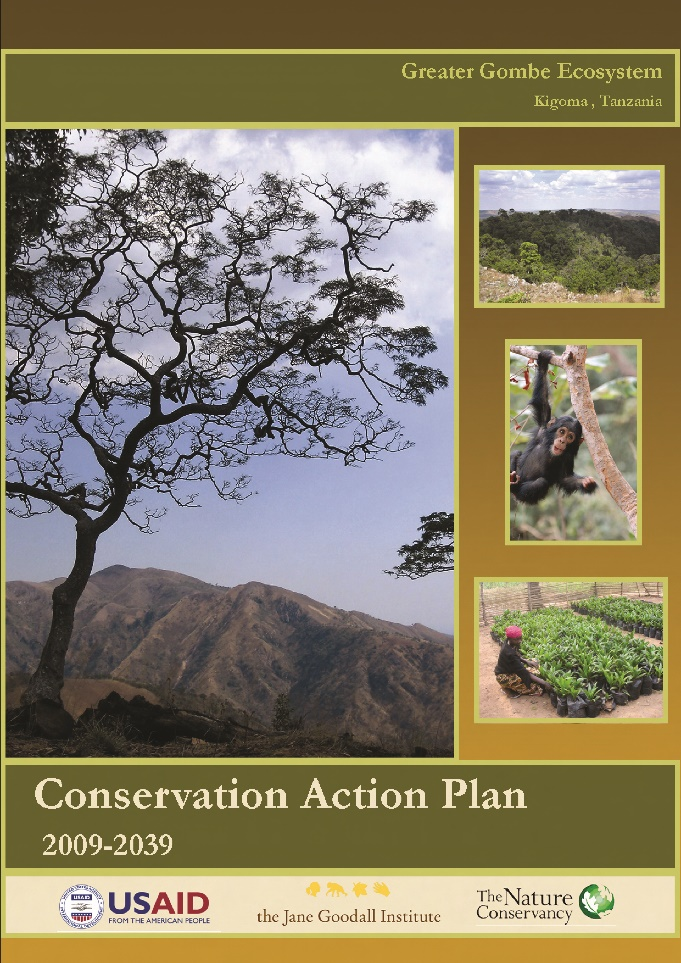 Greater Gombe Ecosystem
Kigoma , Tanzania
Conservation Action Plan
2009-2039
USAID
FROM THE AMERICAN PEOPLE
the Jane Goodall Institute
The Nature
Conservancy